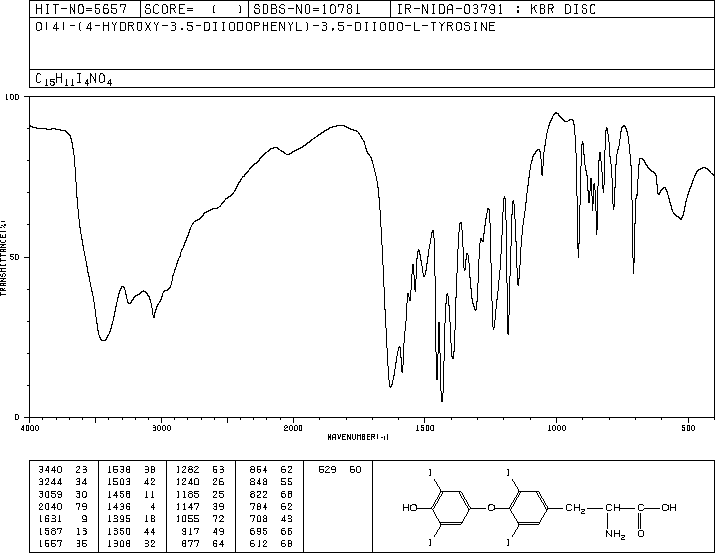 HIT-NO=5657 SCORE= ( ) SDBS-NO=10781 IR-NIDA-03791 : KBR DISC
O(4)-(4-HYDROXY-3,5-DIIODOPHENYL)-3,5-DIIODO-L-TYROSINE
C15H11I4NO4
100
50
0
TRANSMITTANCE(%)
4000 3000 2000 1500 1000 500
WAVENUMBER(-1)
3440 23 1538 38 1282 53 864 62 529 60
3244 34 1503 42 1240 26 848 55
3059 30 1458 11 1185 25 822 68
2040 79 1436 4 1147 39 784 62
1631 9 1395 18 1055 72 708 43
1587 13 1350 44 917 49 695 66
1557 35 1308 32 877 64 612 68
I I
HO O CH2 CH C OH
I I NH2 O